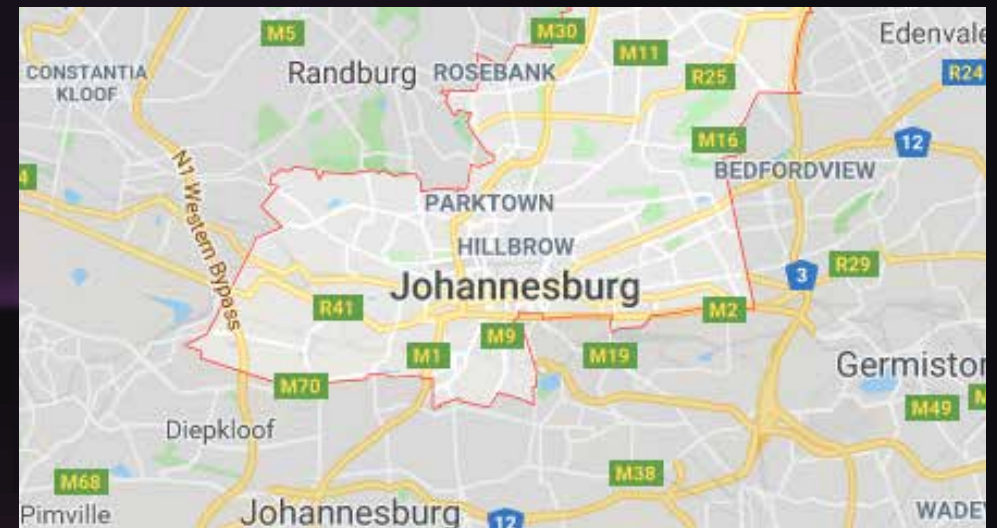 M5
M30
M11
Edenvale
CONSTANTIA
KLOOF
Randburg
ROSEBANK
R25
R24
M16
12
4
BEDFORDVIEW
N1 Western Bypass
PARKTOWN
HILLBROW
Johannesburg
3
R29
R41
M2
M9
M1
M19
Germiston
M70
M49
M
Diepkloof
M68
M38
Pimville
Johannesburg
12
WADE